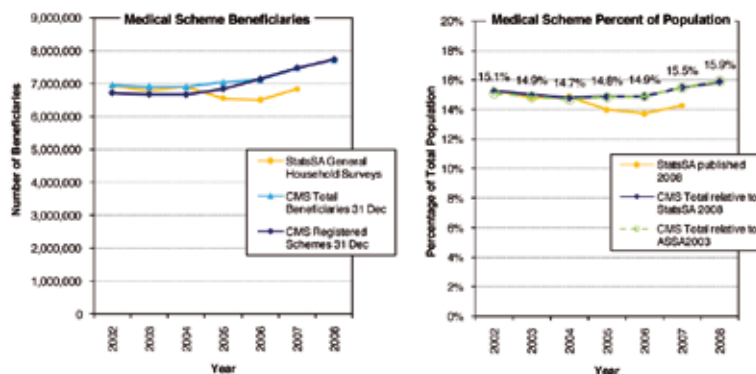 Medical Scheme Beneficiaries
9,000,000
8,000,000
7,000,000
6,000,000
5,000,000
4,000,000
3,000,000
2,000,000
1,000,000
0
Number of Beneficiaries
StatsSA General
Household Surveys
CMS Total
Beneficiaries 31 Dec
CMS Registered
Schemes 31 Dec
2002
2003
2004
2005
2006
2007
2008
Year
Medical Scheme Percent of Population
20%
18%
16%
14%
12%
10%
8%
6%
4%
2%
0%
Percentage of Total Population
15.1%
14.9%
14.7%
14.8%
14.9%
15.5%
15.9%
StatsSA published
2008
CMS Total relative to
StatsSA 2008
CMS Total relative to
ASSA2003
2002
2003
2004
2005
2006
2007
2008
Year